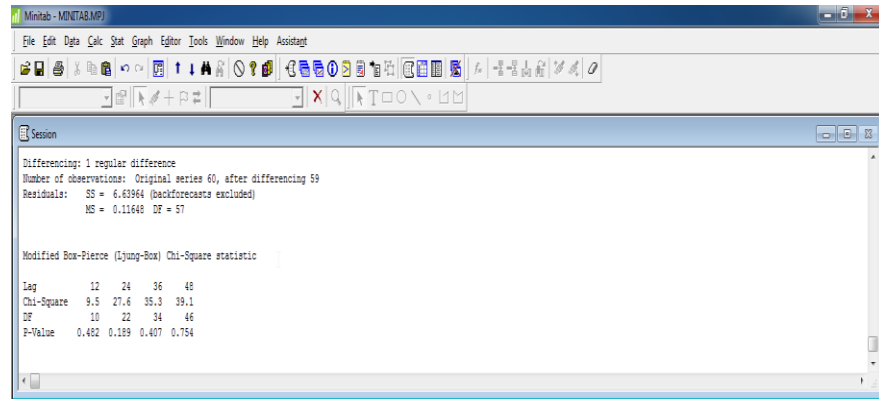 Minitab - MINITAB.MPJ
File Edit Data Calc Stat Graph Editor Tools Window Help Assistant
Session
Differencing: 1 regular difference
Number of observations: Original series 60, after differencing 59
Residuals: SS = 6.63964 (backforecasts excluded)
MS = 0.11648 DF = 57
Modified Box-Pierce (Ljung-Box) Chi-Square statistic
Lag 12 24 36 48
Chi-Square 9.5 27.6 35.3 39.1
DF 10 22 34 46
P-Value 0.482 0.189 0.407 0.754